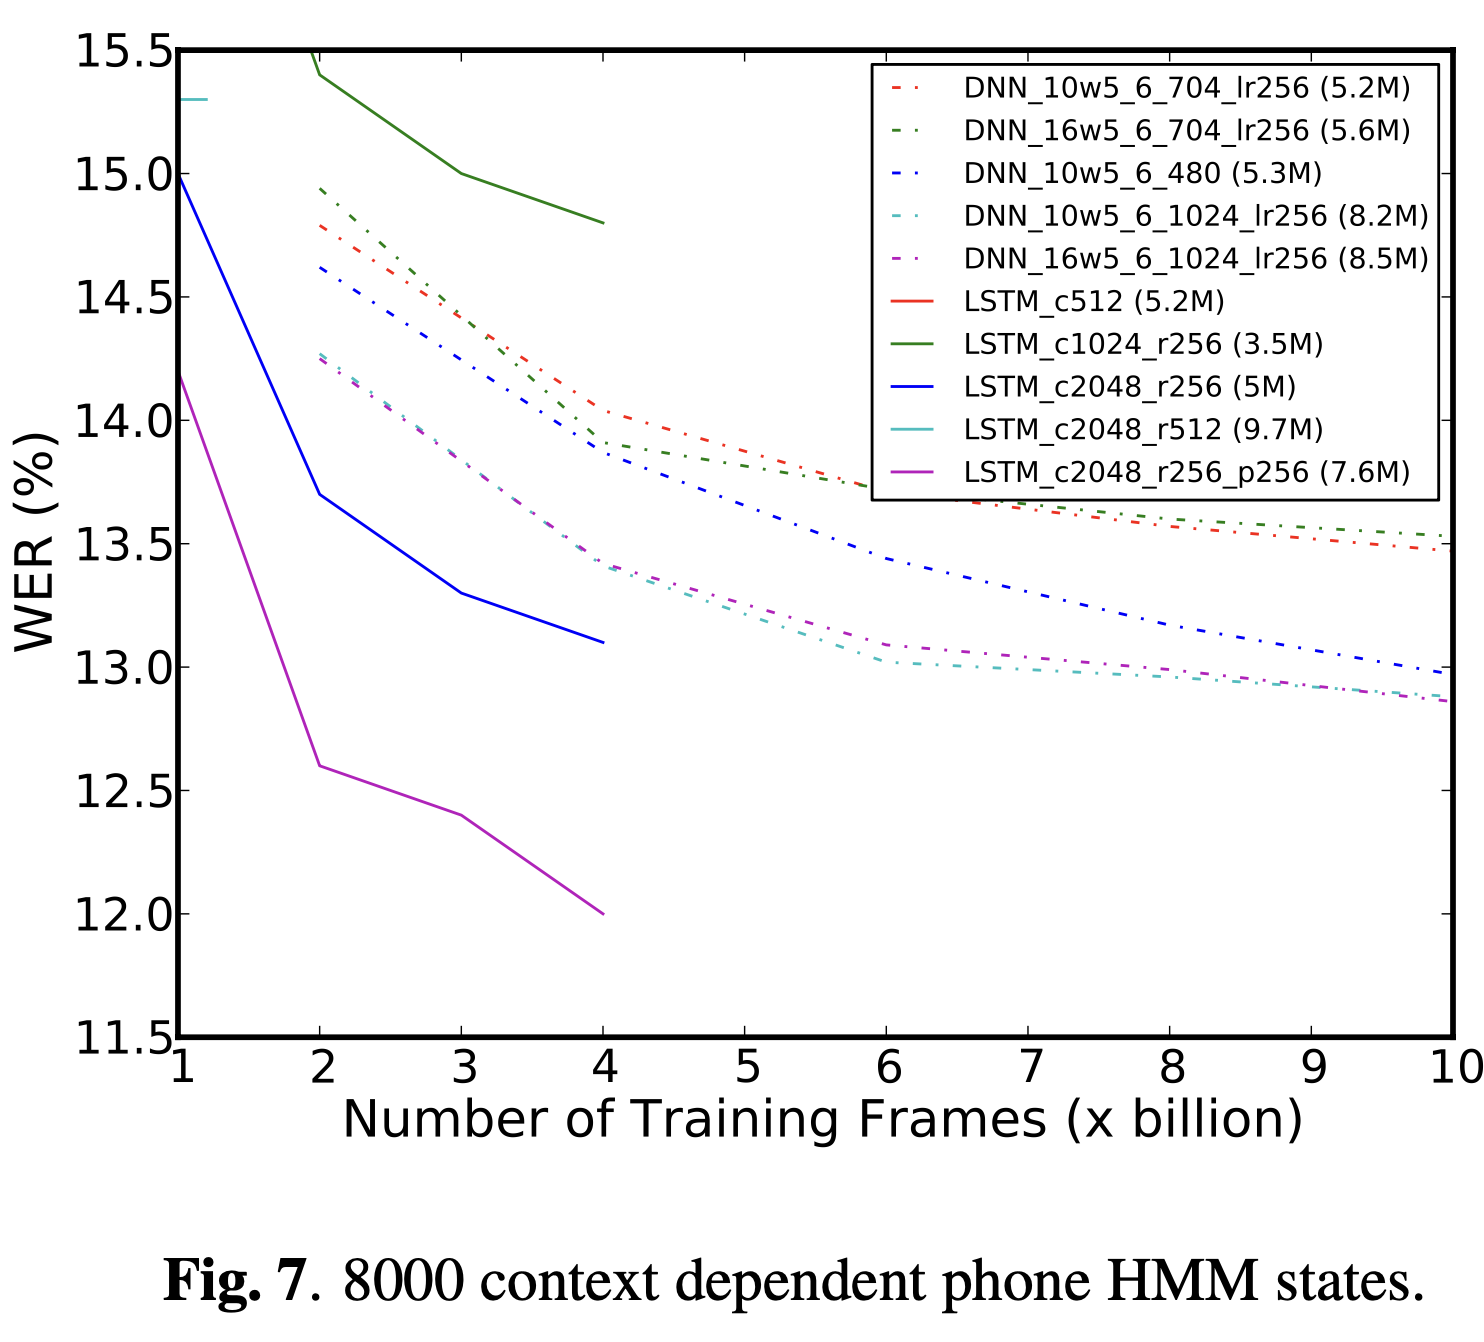 15.5
15.0
14.5
14.0
13.5
13.0
12.5
12.0
11.5
WER (%)
DNN_10w5_6_704_lr256 (5.2M)
DNN_16w5_6_704_lr256 (5.6M)
DNN_10w5_6_480 (5.3M)
DNN_10w5_6_1024_lr256 (8.2M)
DNN_16w5_6_1024_lr256 (8.5M)
LSTM_c512 (5.2M)
LSTM_c1024_r256 (3.5M)
LSTM_c2048_r256 (5M)
LSTM_c2048_r512 (9.7M)
LSTM_c2048_r256_p256 (7.6M)
1 2 3 4 5 6 7 8 9 10
Number of Training Frames (x billion)
Fig. 7. 8000 context dependent phone HMM states.